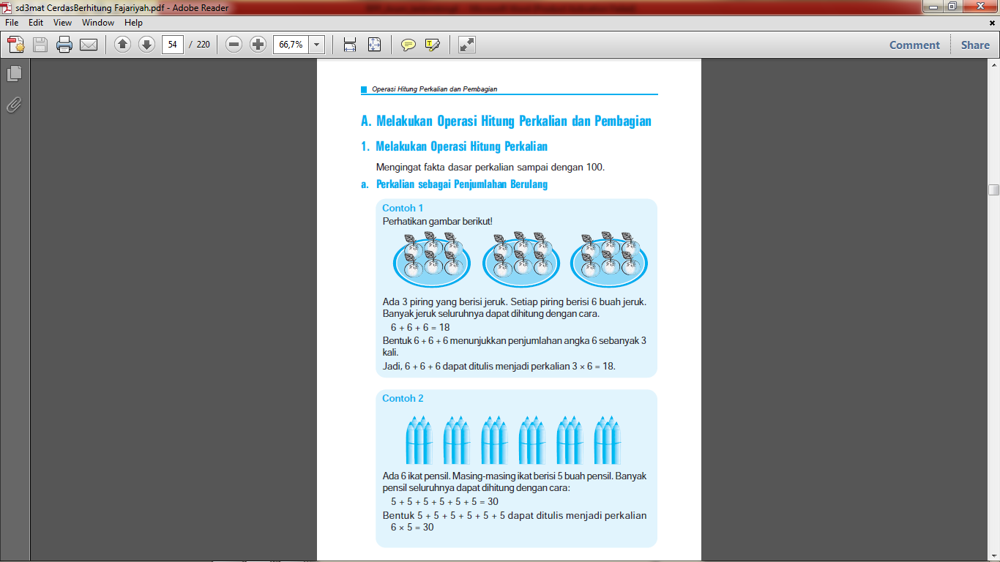 sd3mat CerdasBerhitung Fajariyah.pdf - Adobe Reader
File Edit View Window Help
54 / 220 66,7% Comment Share
Operasi Hitung Perkalian dan Pembagian
A. Melakukan Operasi Hitung Perkalian dan Pembagian
1. Melakukan Operasi Hitung Perkalian
Mengingat fakta dasar perkalian sampai dengan 100.
a. Perkalian sebagai Penjumlahan Berulang
Contoh 1
Perhatikan gambar berikut!
Ada 3 piring yang berisi jeruk. Setiap piring berisi 6 buah jeruk.
Banyak jeruk seluruhnya dapat dihitung dengan cara.
6 + 6 + 6 = 18
Bentuk 6 + 6 + 6 menunjukkan penjumlahan angka 6 sebanyak 3
kali.
Jadi, 6 + 6 + 6 dapat ditulis menjadi perkalian 3 × 6 = 18.
Contoh 2
Ada 6 ikat pensil. Masing-masing ikat berisi 5 buah pensil. Banyak
pensil seluruhnya dapat dihitung dengan cara:
5 + 5 + 5 + 5 + 5 + 5 = 30
Bentuk 5 + 5 + 5 + 5 + 5 + 5 dapat ditulis menjadi perkalian
6 × 5 = 30